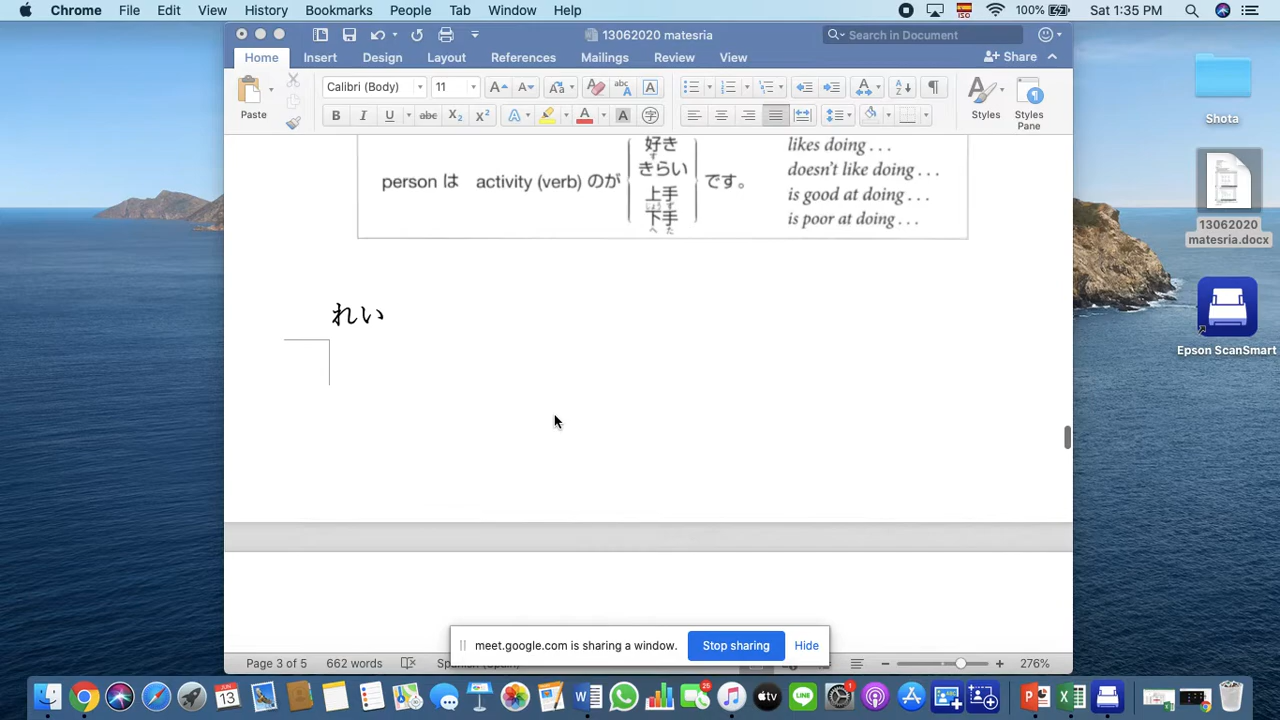 Chrome File Edit View History Bookmarks People Tab Window Help ISO 100% Sat 1:35 PM
13062020 matesria Search in Document
Home Insert Design Layout References Mailings Review View Share
Calibri (Body) 11
Paste Styles Styles Pane
person は activity (verb) のが 好き きらい 上手 下手 です。
likes doing . . .
doesn't like doing . . .
is good at doing . . .
is poor at doing . . .
れい
meet.google.com is sharing a window. Stop sharing Hide
Page 3 of 5 662 words 276%
Shota
13062020 matesria.docx
Epson ScanSmart